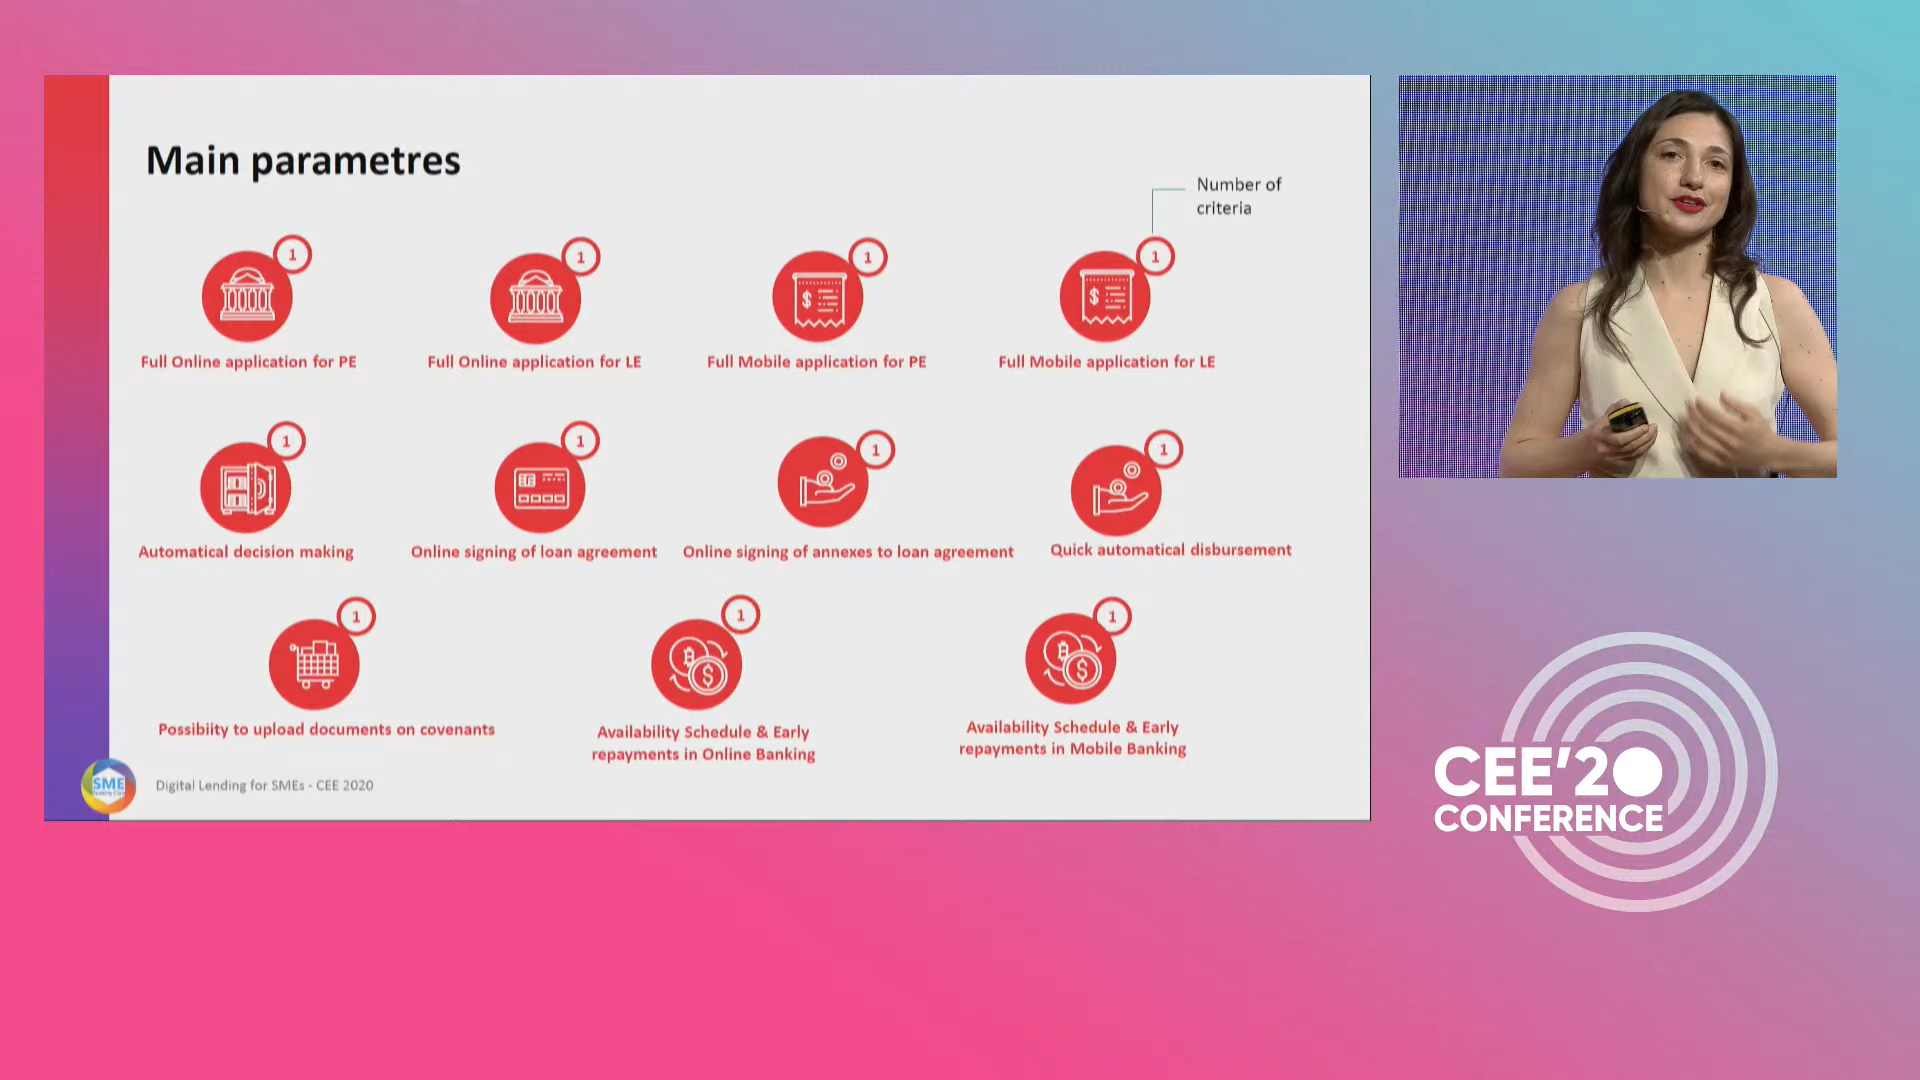 Main parametres
Number of
criteria
1
1
1
1
Full Online application for PE
Full Online application for LE
Full Mobile application for PE
Full Mobile application for LE
1
1
1
1
Automatical decision making
Online signing of loan agreement
Online signing of annexes to loan agreement
Quick automatical disbursement
1
1
1
Possibiity to upload documents on covenants
Availability Schedule & Early
repayments in Online Banking
Availability Schedule & Early
repayments in Mobile Banking
SME
Digital Lending for SMEs - CEE 2020
CEE'20
CONFERENCE